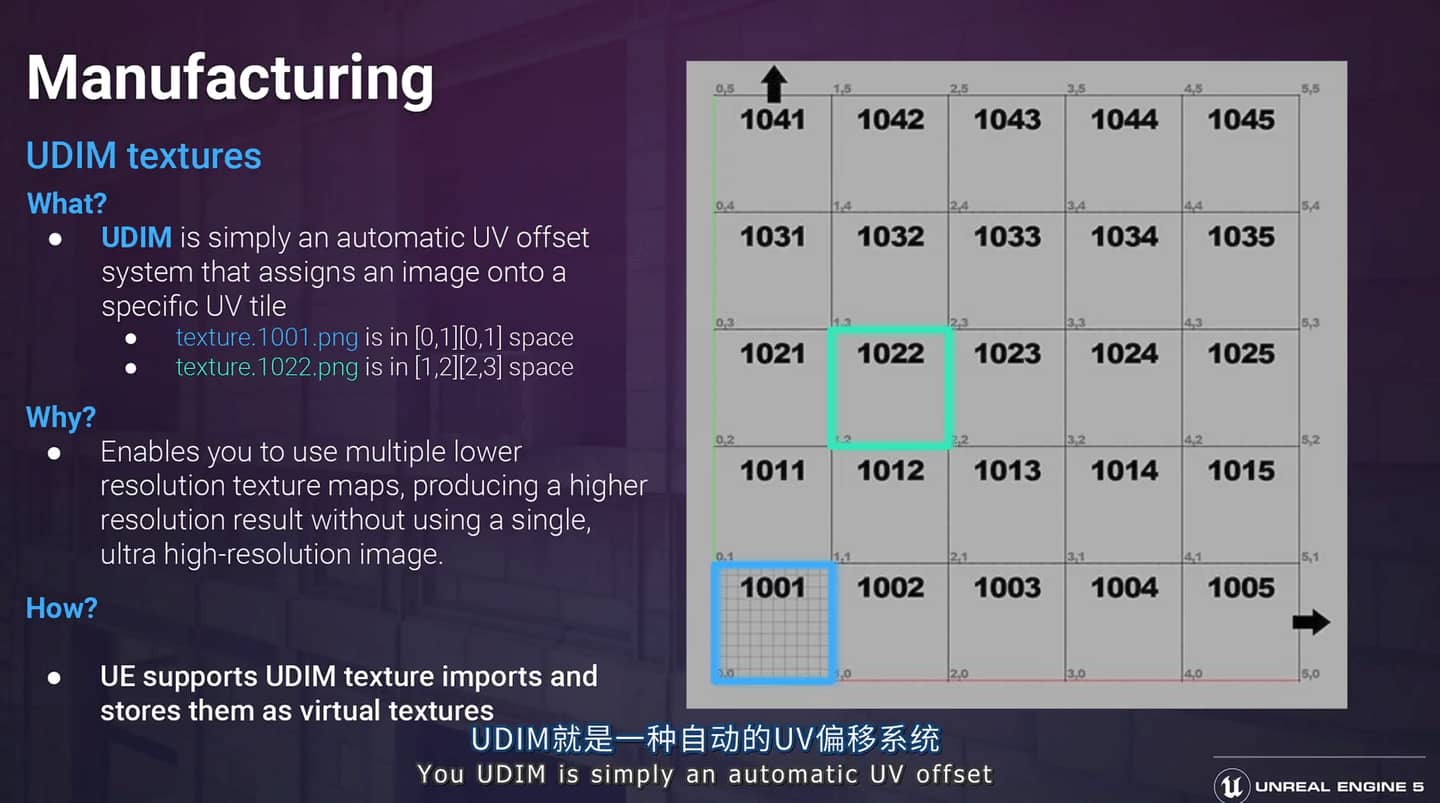 Manufacturing
UDIM textures
What?
● UDIM is simply an automatic UV offset
system that assigns an image onto a
specific UV tile
● texture.1001.png is in [0,1][0,1] space
● texture.1022.png is in [1,2][2,3] space
Why?
● Enables you to use multiple lower
resolution texture maps, producing a higher
resolution result without using a single,
ultra high-resolution image.
How?
● UE supports UDIM texture imports and
stores them as virtual textures
0,5 1,5 2,5 3,5 4,5 5,5
1041 1042 1043 1044 1045
0,4 1,4 2,4 3,4 4,4 5,4
1031 1032 1033 1034 1035
0,3 1,3 2,3 3,3 4,3 5,3
1021 1022 1023 1024 1025
0,2 1,2 2,2 3,2 4,2 5,2
1011 1012 1013 1014 1015
0,1 1,1 2,1 3,1 4,1 5,1
1001 1002 1003 1004 1005
0,0 1,0 2,0 3,0 4,0 5,0
UDIM就是一种自动的UV偏移系统
You UDIM is simply an automatic UV offset
UNREAL ENGINE 5